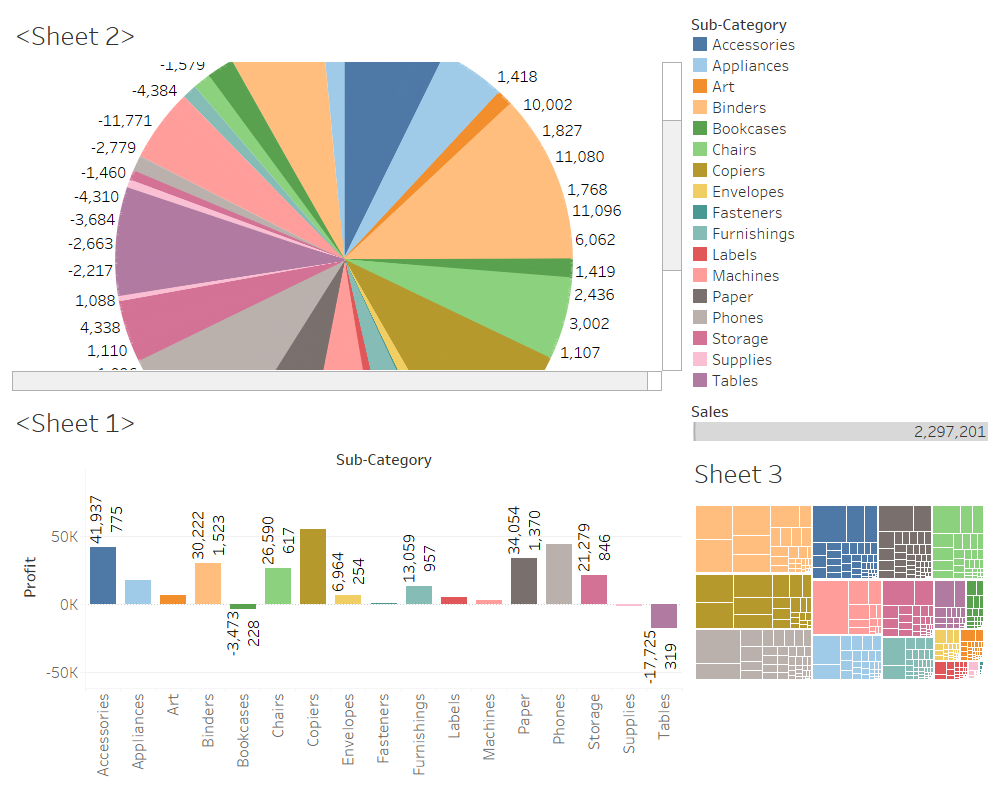 <Sheet 2>
-1,579
-4,384
-11,771
-2,779
-1,460
-4,310
-3,684
-2,663
-2,217
1,088
4,338
1,110
1,418
10,002
1,827
11,080
1,768
11,096
6,062
1,419
2,436
3,002
1,107
Sub-Category
Accessories
Appliances
Art
Binders
Bookcases
Chairs
Copiers
Envelopes
Fasteners
Furnishings
Labels
Machines
Paper
Phones
Storage
Supplies
Tables
Sales
2,297,201
<Sheet 1>
Sub-Category
Profit
50K
0K
-50K
41,937
775
30,222
1,523
-3,473
228
26,590
617
6,964
254
13,059
957
34,054
1,370
21,279
846
-17,725
319
Accessories
Appliances
Art
Binders
Bookcases
Chairs
Copiers
Envelopes
Fasteners
Furnishings
Labels
Machines
Paper
Phones
Storage
Supplies
Tables
Sheet 3